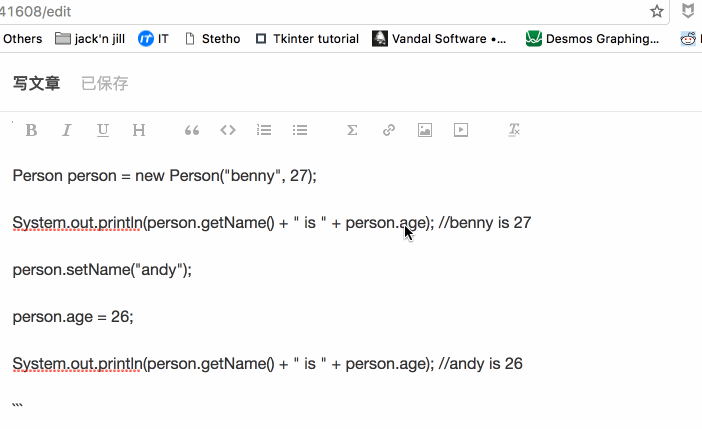 41608/edit
Others jack'n jill IT IT Stetho Tkinter tutorial Vandal Software •... Desmos Graphing...
写文章 已保存
B I U H
Person person = new Person("benny", 27);
System.out.println(person.getName() + " is " + person.age); //benny is 27
person.setName("andy");
person.age = 26;
System.out.println(person.getName() + " is " + person.age); //andy is 26
```